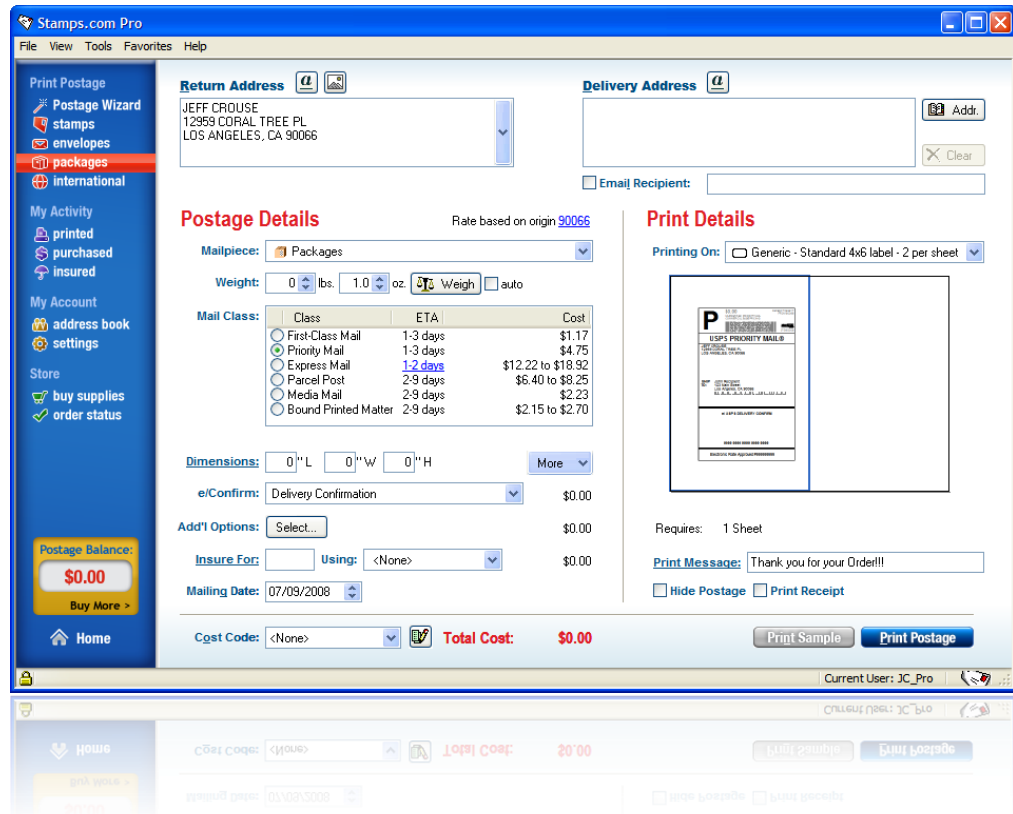 Stamps.com Pro
File View Tools Favorites Help
Print Postage
Postage Wizard
stamps
envelopes
packages
international
My Activity
printed
purchased
insured
My Account
address book
settings
Store
buy supplies
order status
Postage Balance:
$0.00
Buy More >
Home
Return Address a
JEFF CROUSE
12959 CORAL TREE PL
LOS ANGELES, CA 90066
Delivery Address a
Addr.
Clear
Email Recipient:
Postage Details
Rate based on origin 90066
Mailpiece: Packages
Weight: 0 lbs. 1.0 oz. Weigh auto
Mail Class:
Class ETA Cost
First-Class Mail 1-3 days $1.17
Priority Mail 1-3 days $4.75
Express Mail 1-2 days $12.22 to $18.92
Parcel Post 2-9 days $6.40 to $8.25
Media Mail 2-9 days $2.23
Bound Printed Matter 2-9 days $2.15 to $2.70
Dimensions: 0 "L 0 "W 0 "H More
e/Confirm: Delivery Confirmation $0.00
Add'l Options: Select... $0.00
Insure For: Using: <None> $0.00
Mailing Date: 07/09/2008
Cost Code: <None> Total Cost: $0.00
Print Details
Printing On: Generic - Standard 4x6 label - 2 per sheet
P
USPS PRIORITY MAIL®
JEFF CROUSE
12959 CORAL TREE PL
LOS ANGELES, CA 90066
Requires: 1 Sheet
Print Message: Thank you for your Order!!!
Hide Postage Print Receipt
Print Sample Print Postage
Current User: JC_Pro